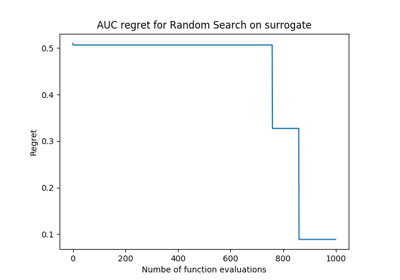 AUC regret for Random Search on surrogate
0.5
0.4
0.3
0.2
0.1
Regret
0 200 400 600 800 1000
Numbe of function evaluations